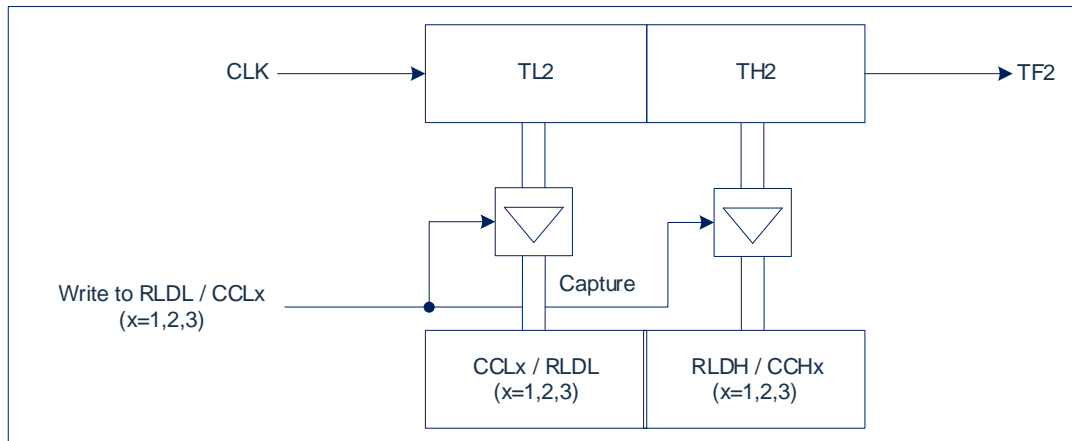 CLK
TL2
TH2
TF2
Capture
Write to RLDL / CCLx
(x=1,2,3)
CCLx / RLDL
(x=1,2,3)
RLDH / CCHx
(x=1,2,3)